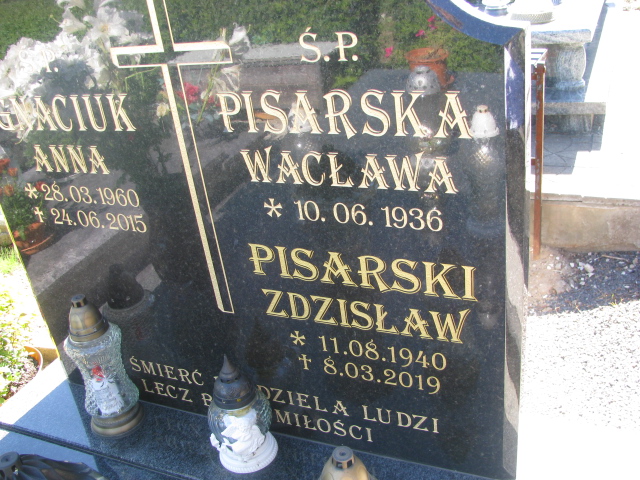 Ś.P.
GNACIUK
ANNA
* 28.03.1960
✝ 24.06.2015
PISARSKA
WACŁAWA
* 10.06.1936
PISARSKI
ZDZISŁAW
* 11.08.1940
✝ 8.03.2019
ŚMIERĆ DZIELA LUDZI
LECZ MIŁOŚCI